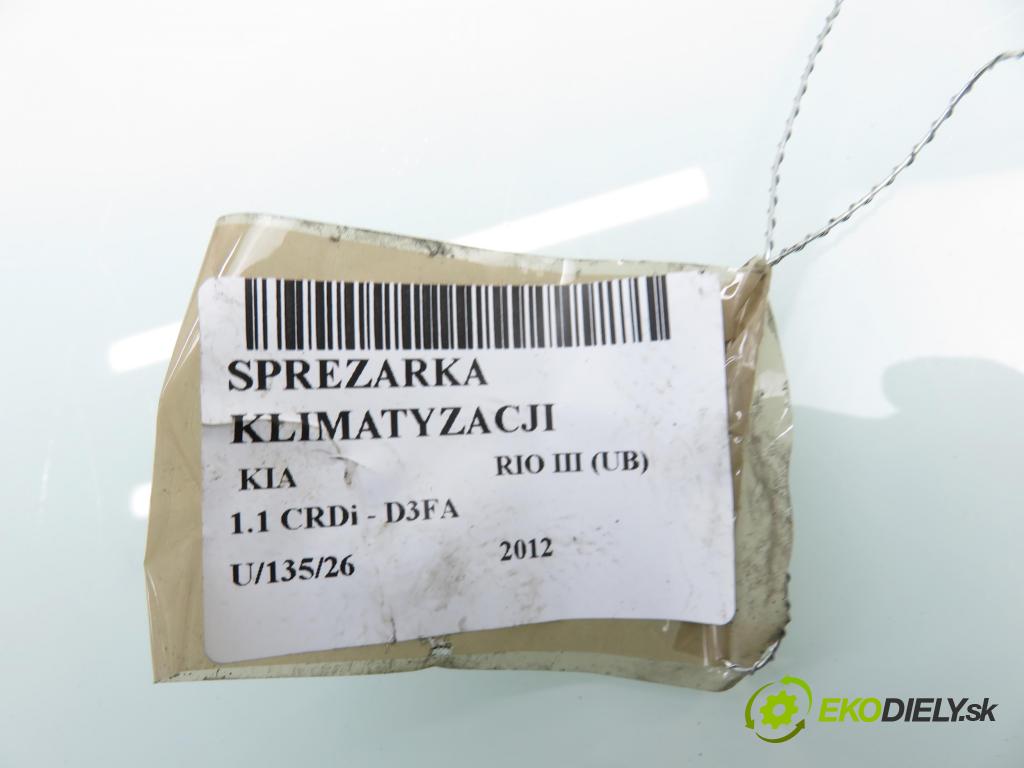 SPREZARKA
KLIMATYZACJI
KIA RIO III (UB)
1.1 CRDi - D3FA
U/135/26 2012
EKODIELY.sk